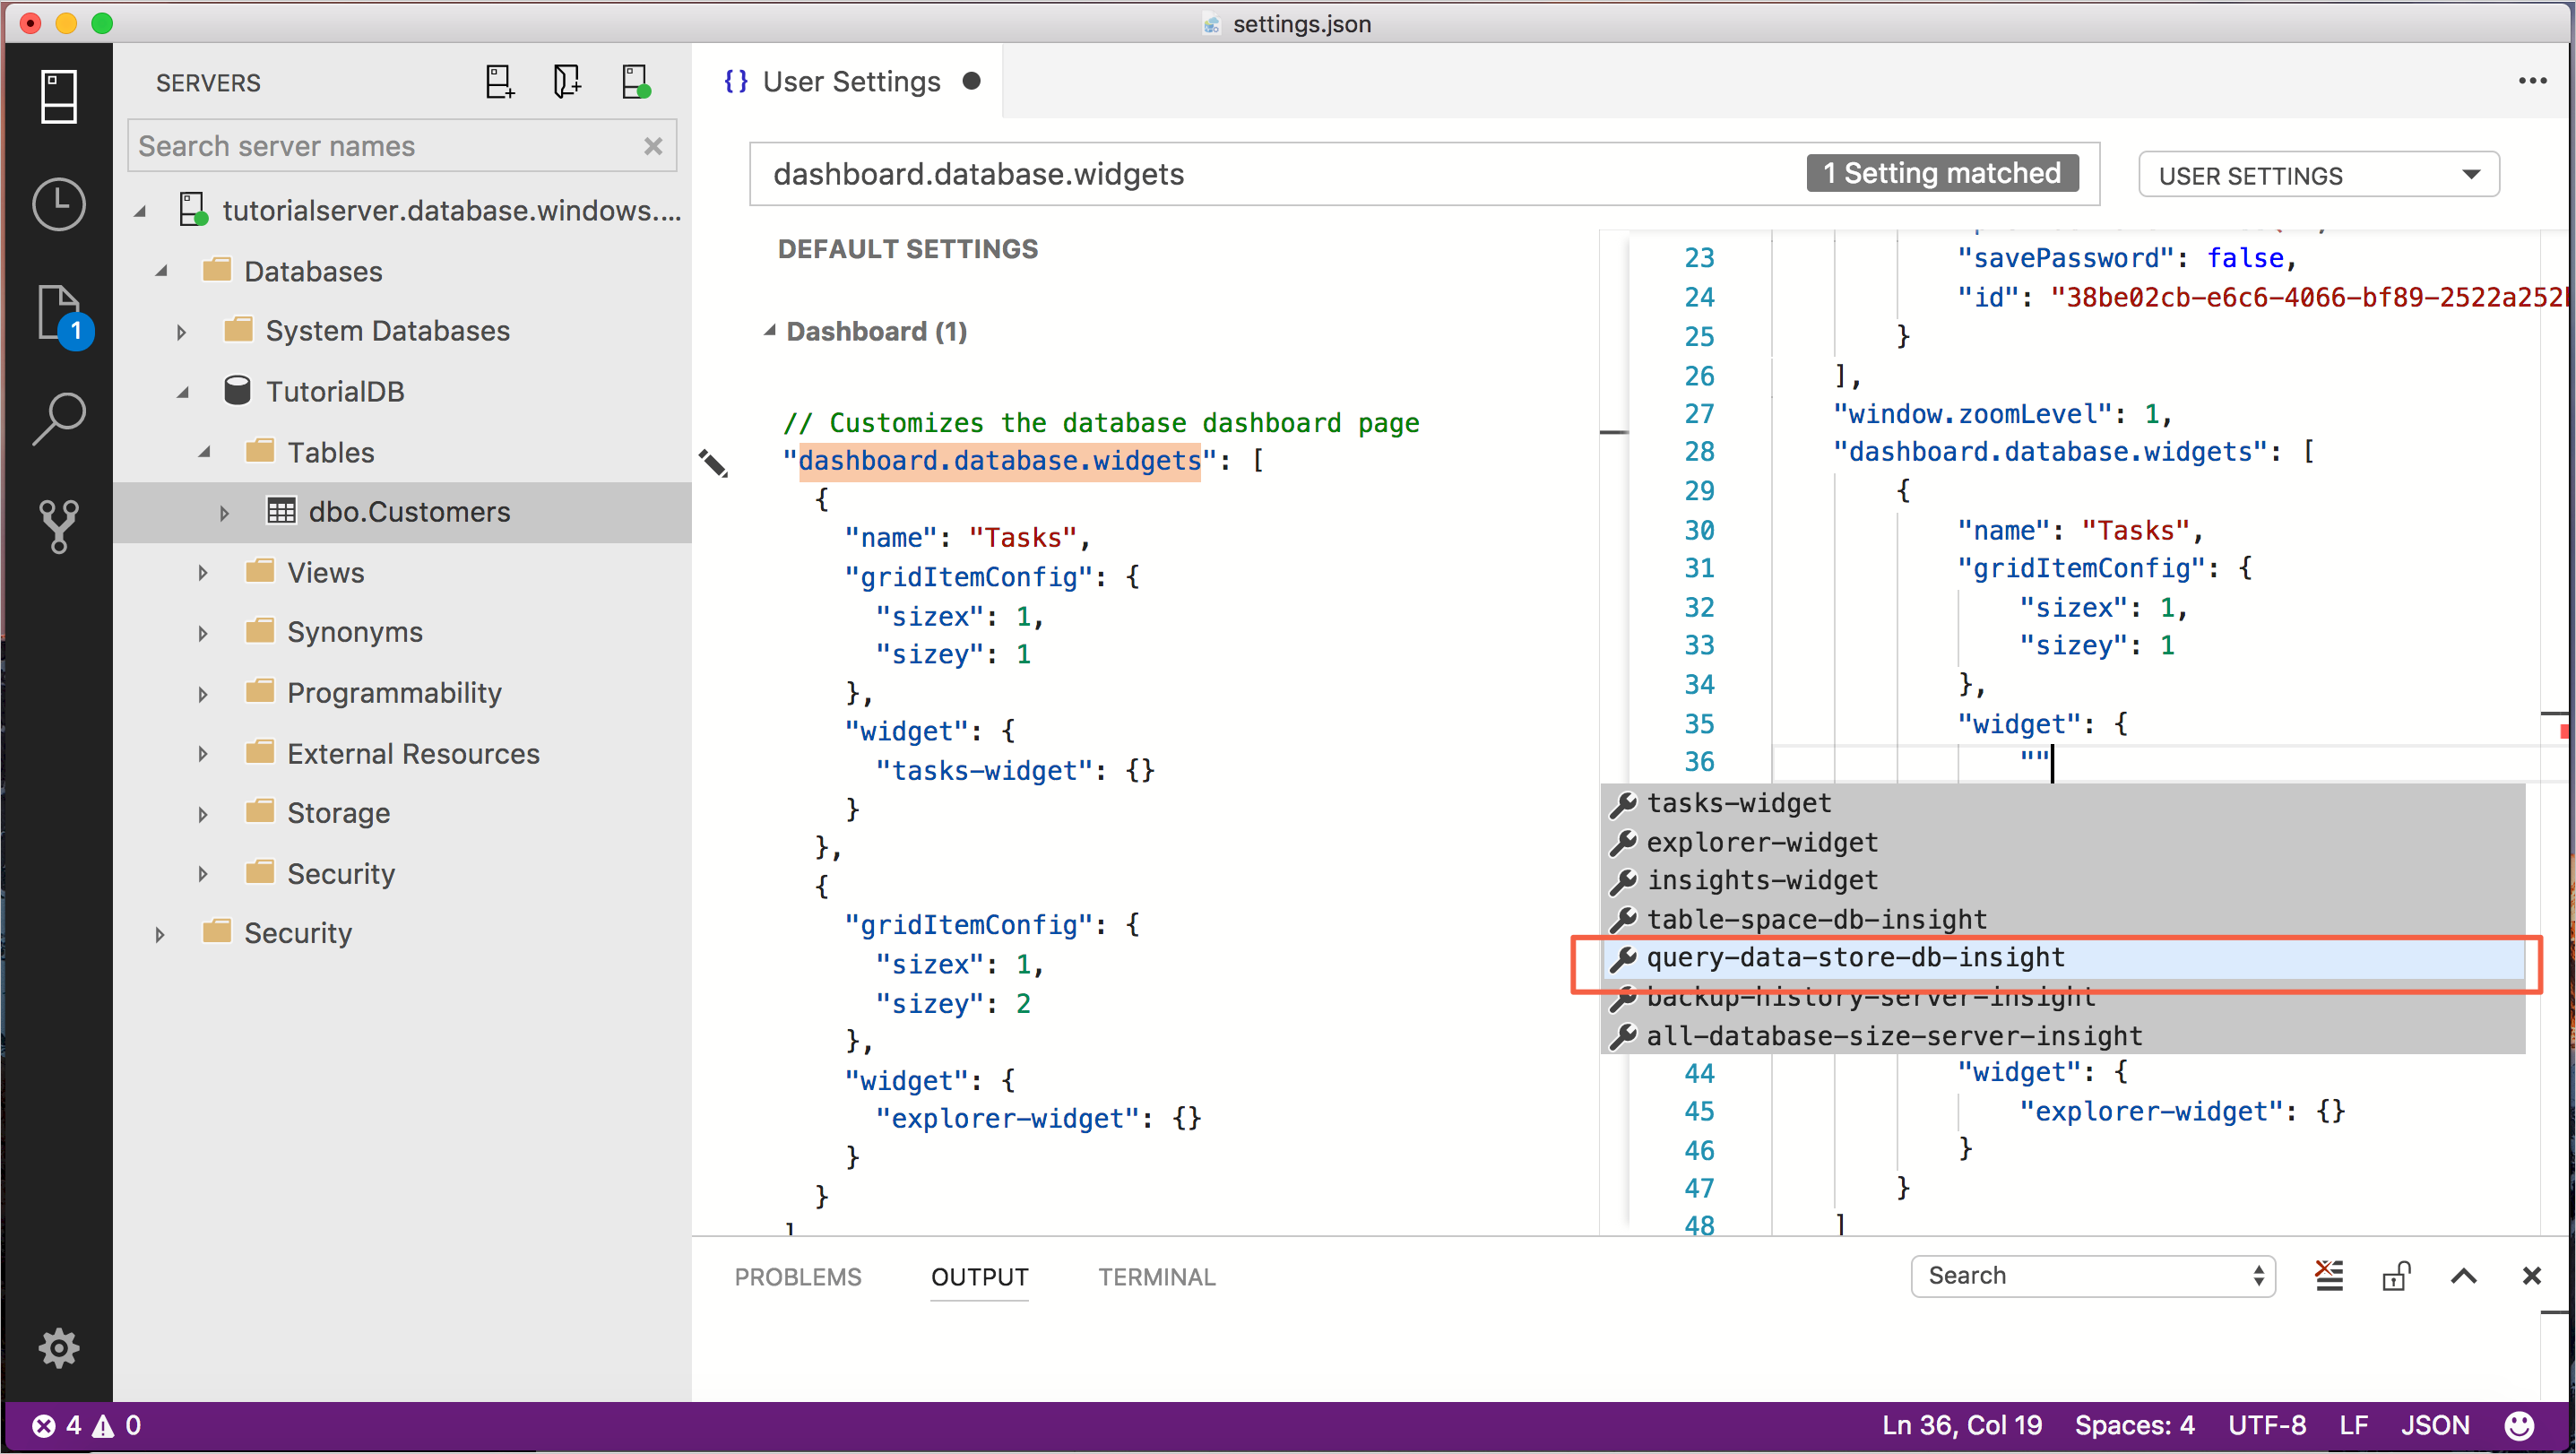 settings.json
SERVERS
Search server names
tutorialserver.database.windows....
Databases
System Databases
TutorialDB
Tables
dbo.Customers
Views
Synonyms
Programmability
External Resources
Storage
Security
Security
1
{ } User Settings
dashboard.database.widgets
1 Setting matched
USER SETTINGS
DEFAULT SETTINGS
Dashboard (1)
// Customizes the database dashboard page
"dashboard.database.widgets": [
{
"name": "Tasks",
"gridItemConfig": {
"sizex": 1,
"sizey": 1
},
"widget": {
"tasks-widget": {}
}
},
{
"gridItemConfig": {
"sizex": 1,
"sizey": 2
},
"widget": {
"explorer-widget": {}
}
}
]
23 "savePassword": false,
24 "id": "38be02cb-e6c6-4066-bf89-2522a252
25 }
26 ],
27 "window.zoomLevel": 1,
28 "dashboard.database.widgets": [
29 {
30 "name": "Tasks",
31 "gridItemConfig": {
32 "sizex": 1,
33 "sizey": 1
34 },
35 "widget": {
36 ""
tasks-widget
explorer-widget
insights-widget
table-space-db-insight
query-data-store-db-insight
backup-history-server-insight
all-database-size-server-insight
44 "widget": {
45 "explorer-widget": {}
46 }
47 }
48 ]
PROBLEMS OUTPUT TERMINAL
Search
4 0
Ln 36, Col 19 Spaces: 4 UTF-8 LF JSON